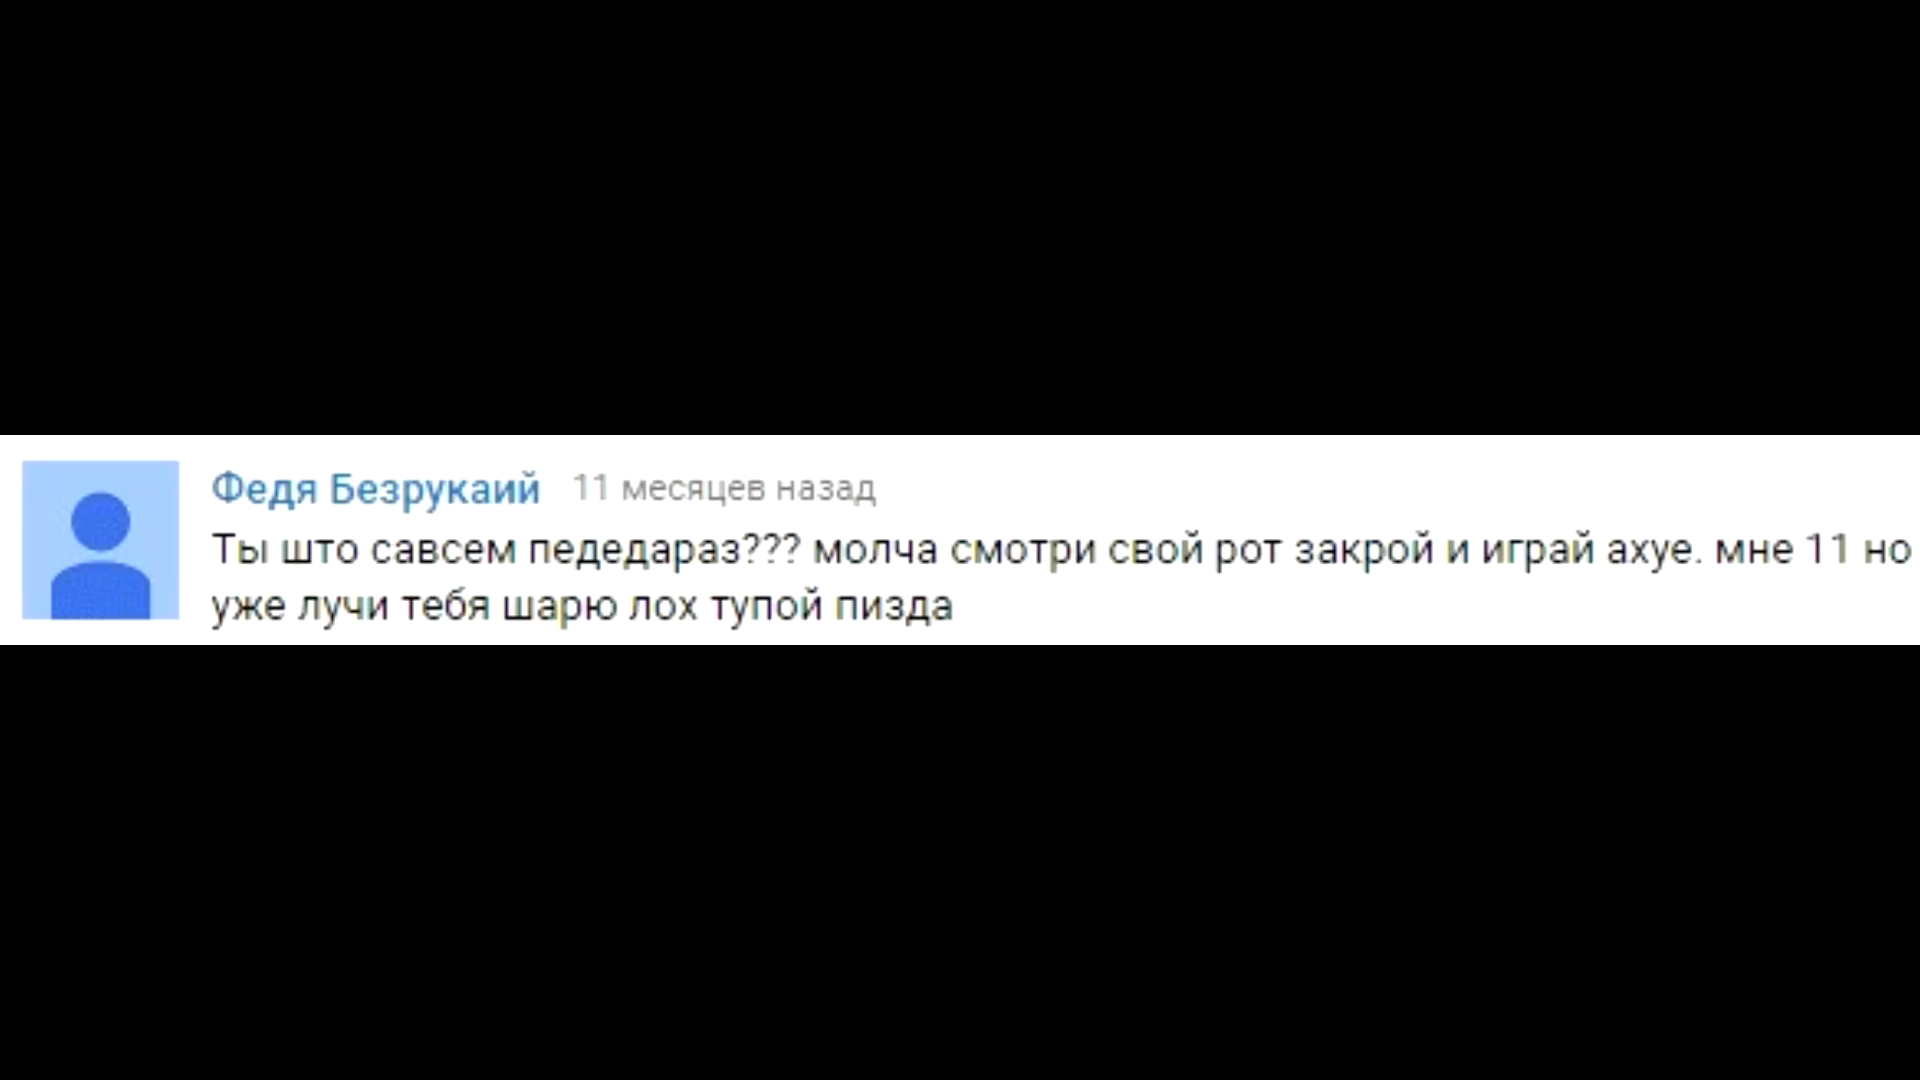 Федя Безрукаий 11 месяцев назад
Ты што савсем педедараз??? молча смотри свой рот закрой и играй ахуе. мне 11 но
уже лучи тебя шарю лох тупой пизда